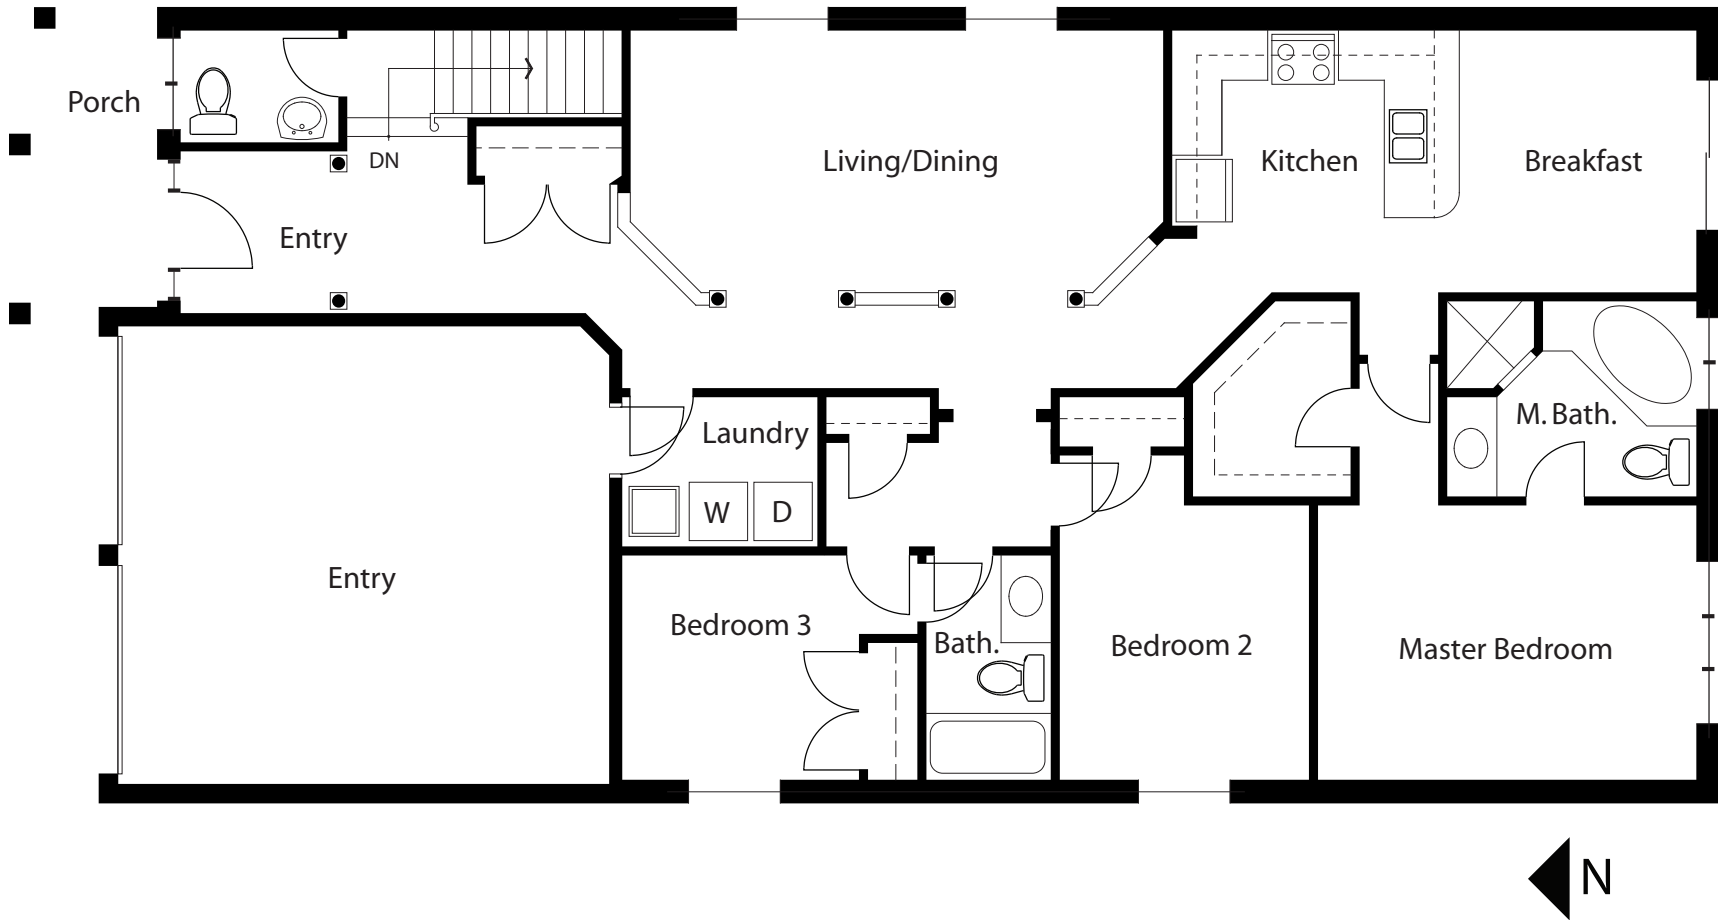 Porch
DN
Living/Dining
Kitchen
Breakfast
Entry
Laundry
M. Bath.
W
D
Entry
Bedroom 3
Bath.
Bedroom 2
Master Bedroom
N